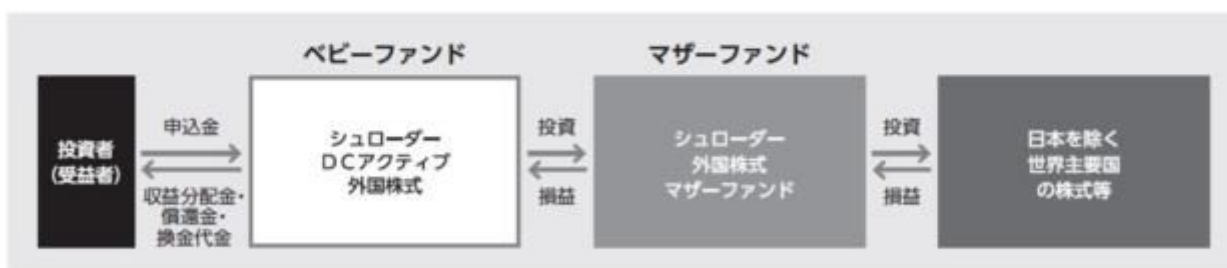 ベビーファンド
マザーファンド
投資者
(受益者)
申込金
収益分配金・
償還金・
換金代金
シュローダー
DCアクティブ
外国株式
投資
損益
シュローダー
外国株式
マザーファンド
投資
損益
日本を除く
世界主要国
の株式等